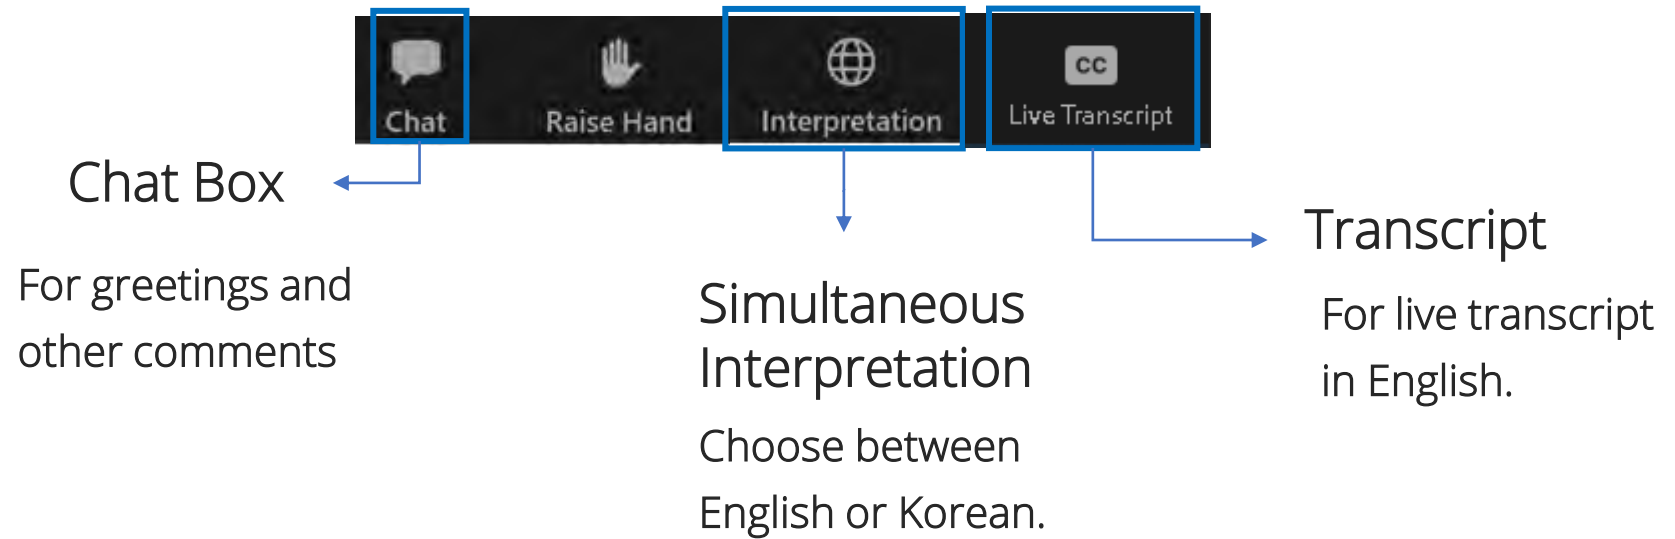 Chat
Raise Hand
Interpretation
CC
Live Transcript
Chat Box
For greetings and
other comments
Simultaneous
Interpretation
Choose between
English or Korean.
Transcript
For live transcript
in English.